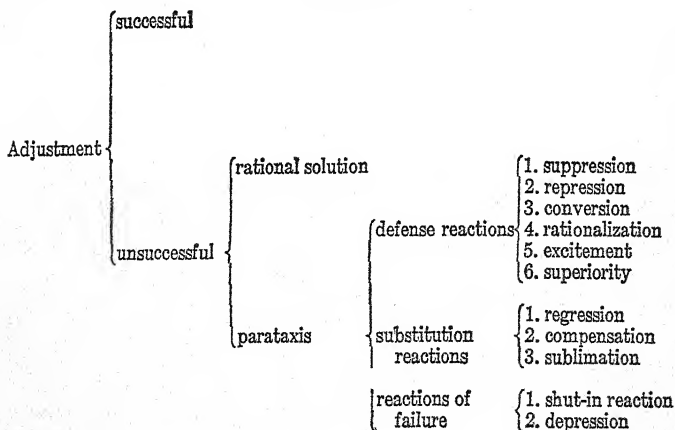 successful
Adjustment
rational solution
1. suppression
2. repression
3. conversion
defense reactions
4. rationalization
5. excitement
6. superiority
unsuccessful
parataxis
substitution
reactions
1. regression
2. compensation
3. sublimation
reactions of
failure
1. shut-in reaction
2. depression